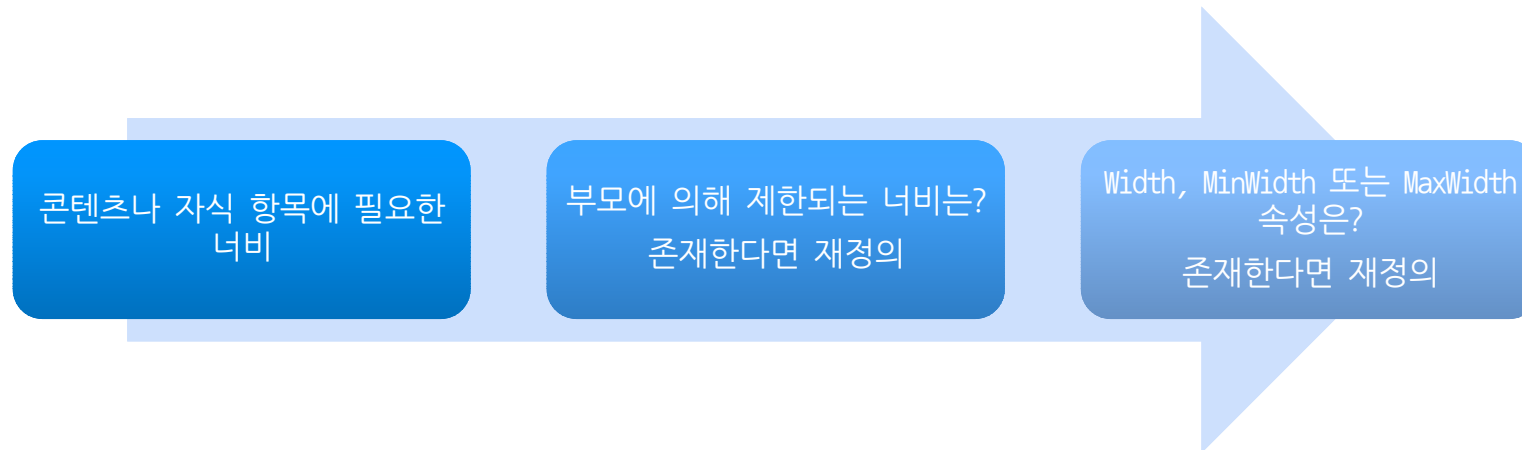 콘텐츠나 자식 항목에 필요한
너비
부모에 의해 제한되는 너비는?
존재한다면 재정의
Width, MinWidth 또는 MaxWidth
속성은?
존재한다면 재정의